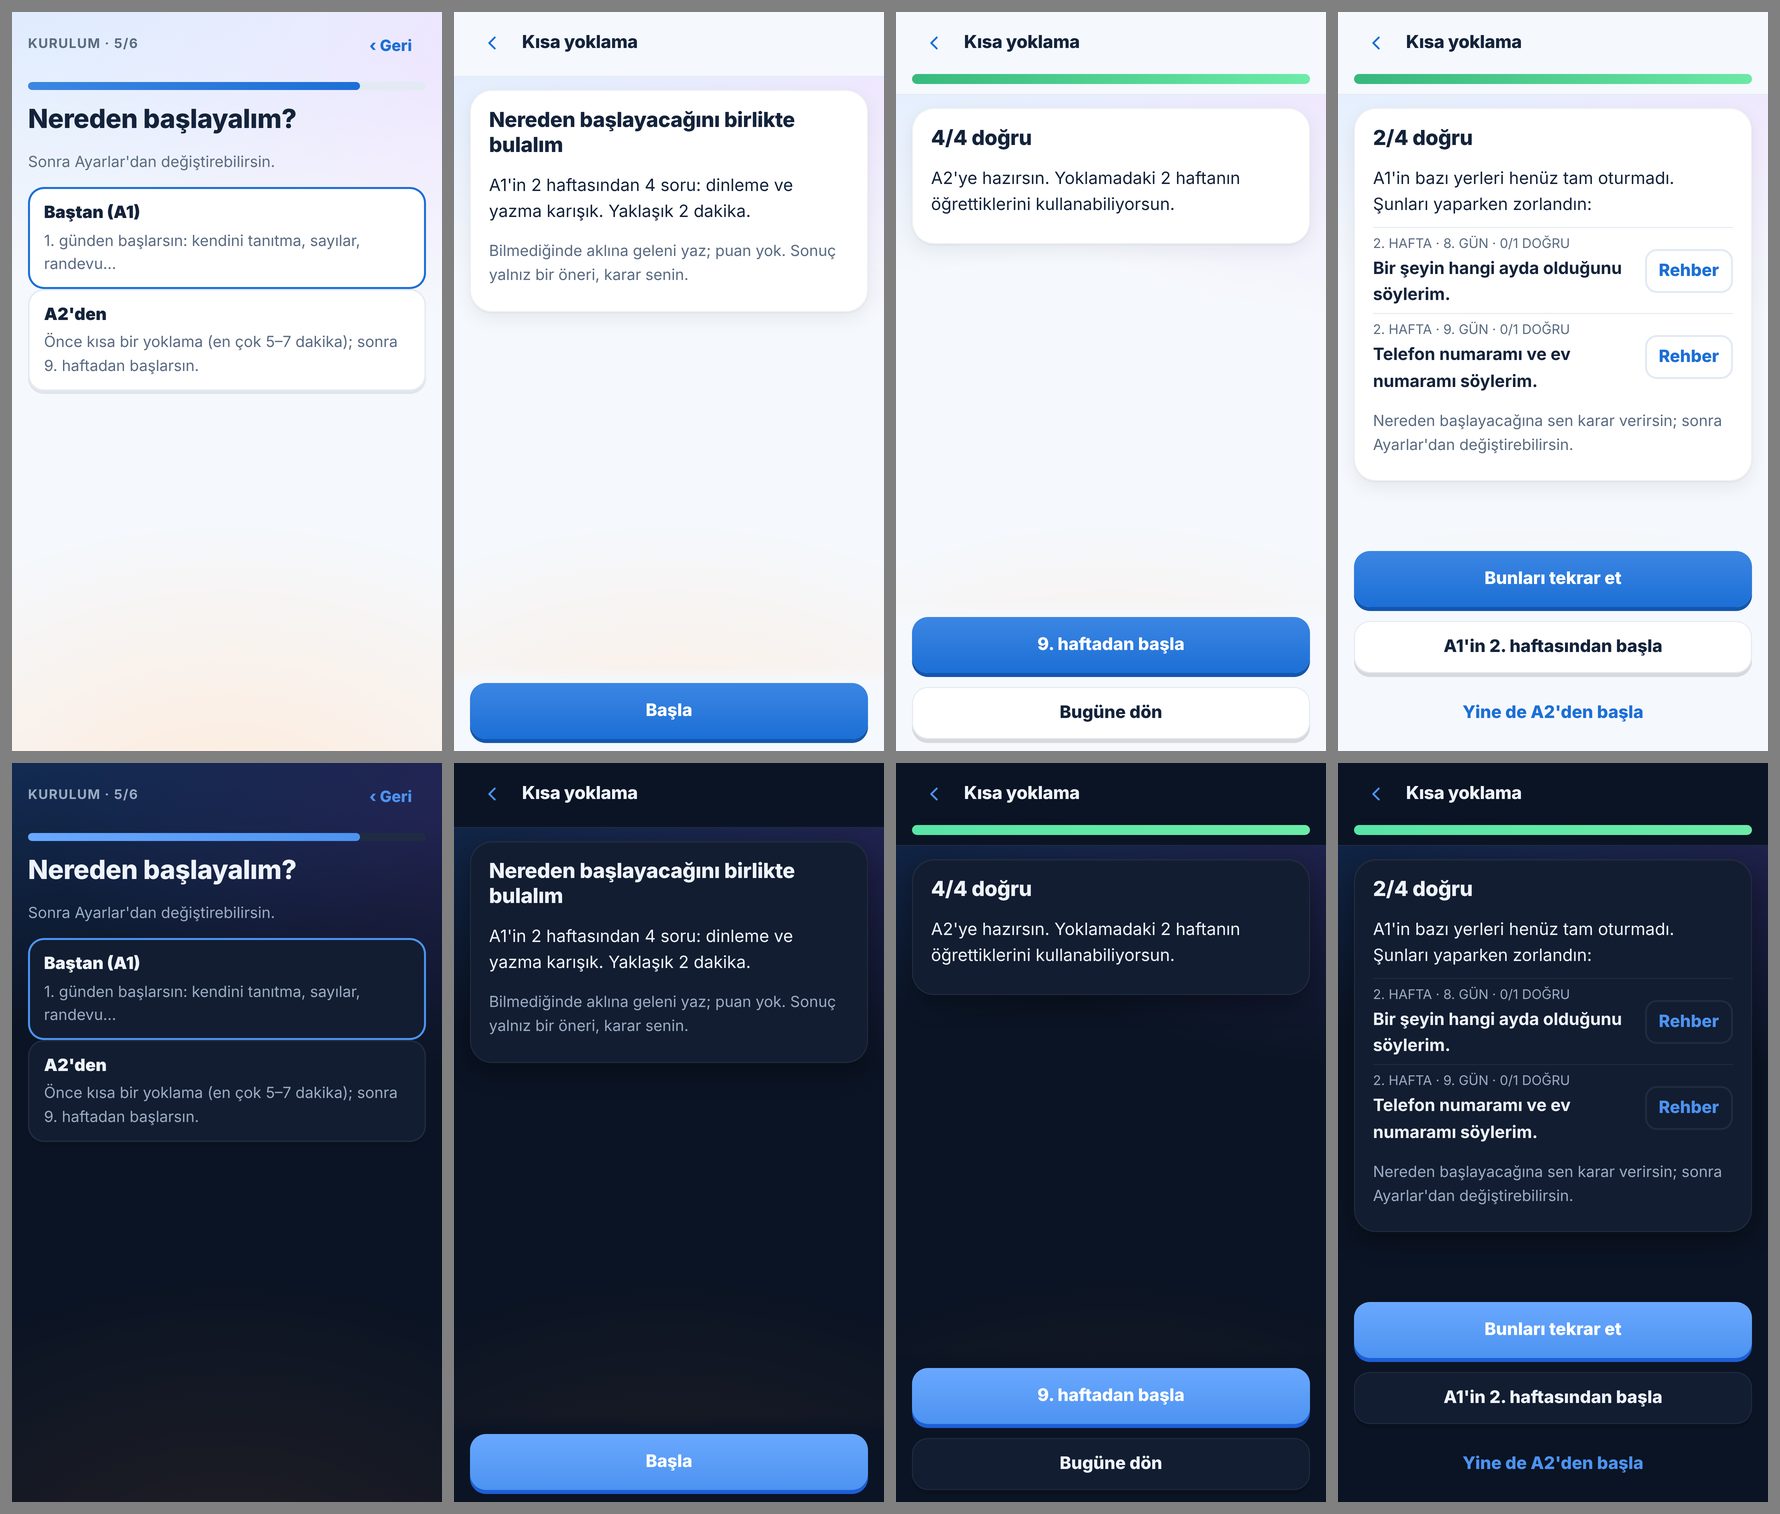 KURULUM · 5/6
‹ Geri
Nereden başlayalım?
Sonra Ayarlar'dan değiştirebilirsin.
Baştan (A1)
1. günden başlarsın: kendini tanıtma, sayılar,
randevu...
A2'den
Önce kısa bir yoklama (en çok 5–7 dakika); sonra
9. haftadan başlarsın.
Kısa yoklama
Nereden başlayacağını birlikte
bulalım
A1'in 2 haftasından 4 soru: dinleme ve
yazma karışık. Yaklaşık 2 dakika.
Bilmediğinde aklına geleni yaz; puan yok. Sonuç
yalnız bir öneri, karar senin.
Başla
Kısa yoklama
4/4 doğru
A2'ye hazırsın. Yoklamadaki 2 haftanın
öğrettiklerini kullanabiliyorsun.
9. haftadan başla
Bugüne dön
Kısa yoklama
2/4 doğru
A1'in bazı yerleri henüz tam oturmadı.
Şunları yaparken zorlandın:
2. HAFTA · 8. GÜN · 0/1 DOĞRU
Bir şeyin hangi ayda olduğunu
söylerim.
Rehber
2. HAFTA · 9. GÜN · 0/1 DOĞRU
Telefon numaramı ve ev
numaramı söylerim.
Rehber
Nereden başlayacağına sen karar verirsin; sonra
Ayarlar'dan değiştirebilirsin.
Bunları tekrar et
A1'in 2. haftasından başla
Yine de A2'den başla
KURULUM · 5/6
‹ Geri
Nereden başlayalım?
Sonra Ayarlar'dan değiştirebilirsin.
Baştan (A1)
1. günden başlarsın: kendini tanıtma, sayılar,
randevu...
A2'den
Önce kısa bir yoklama (en çok 5–7 dakika); sonra
9. haftadan başlarsın.
Kısa yoklama
Nereden başlayacağını birlikte
bulalım
A1'in 2 haftasından 4 soru: dinleme ve
yazma karışık. Yaklaşık 2 dakika.
Bilmediğinde aklına geleni yaz; puan yok. Sonuç
yalnız bir öneri, karar senin.
Başla
Kısa yoklama
4/4 doğru
A2'ye hazırsın. Yoklamadaki 2 haftanın
öğrettiklerini kullanabiliyorsun.
9. haftadan başla
Bugüne dön
Kısa yoklama
2/4 doğru
A1'in bazı yerleri henüz tam oturmadı.
Şunları yaparken zorlandın:
2. HAFTA · 8. GÜN · 0/1 DOĞRU
Bir şeyin hangi ayda olduğunu
söylerim.
Rehber
2. HAFTA · 9. GÜN · 0/1 DOĞRU
Telefon numaramı ve ev
numaramı söylerim.
Rehber
Nereden başlayacağına sen karar verirsin; sonra
Ayarlar'dan değiştirebilirsin.
Bunları tekrar et
A1'in 2. haftasından başla
Yine de A2'den başla